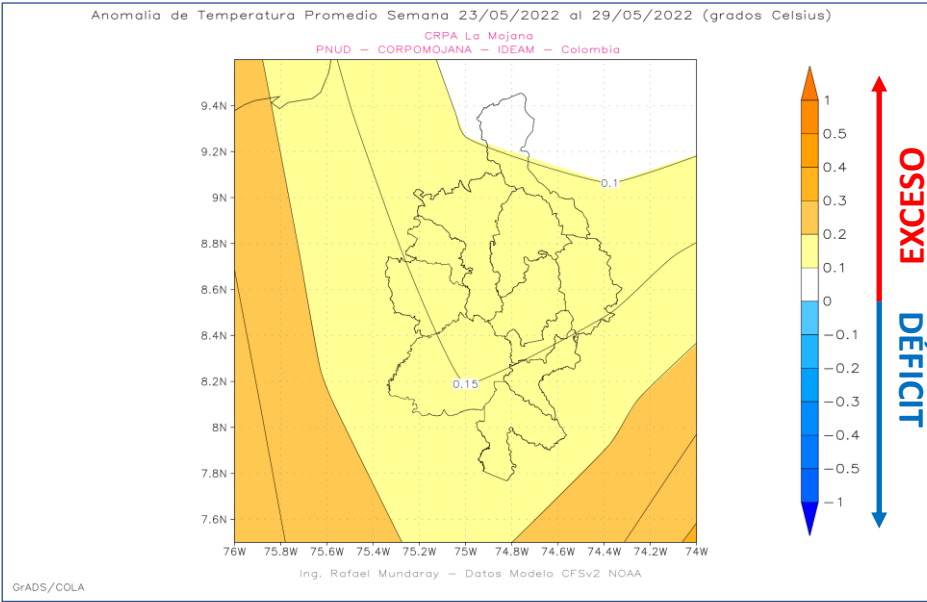 Anomalia de Temperatura Promedio Semana 23/05/2022 al 29/05/2022 (grados Celsius)
CRPA La Mojana
PNUD – CORPOMOJANA – IDEAM – Colombia
9.4N
9.2N
9N
8.8N
8.6N
8.4N
8.2N
8N
7.8N
7.6N
0.1
0.15
76W 75.8W 75.6W 75.4W 75.2W 75W 74.8W 74.6W 74.4W 74.2W 74W
1
0.5
0.4
0.3
0.2
0.1
0
−0.1
−0.2
−0.3
−0.4
−0.5
−1
EXCESO
DÉFICIT
Ing. Rafael Mundaray – Datos Modelo CFSv2 NOAA
GrADS/COLA